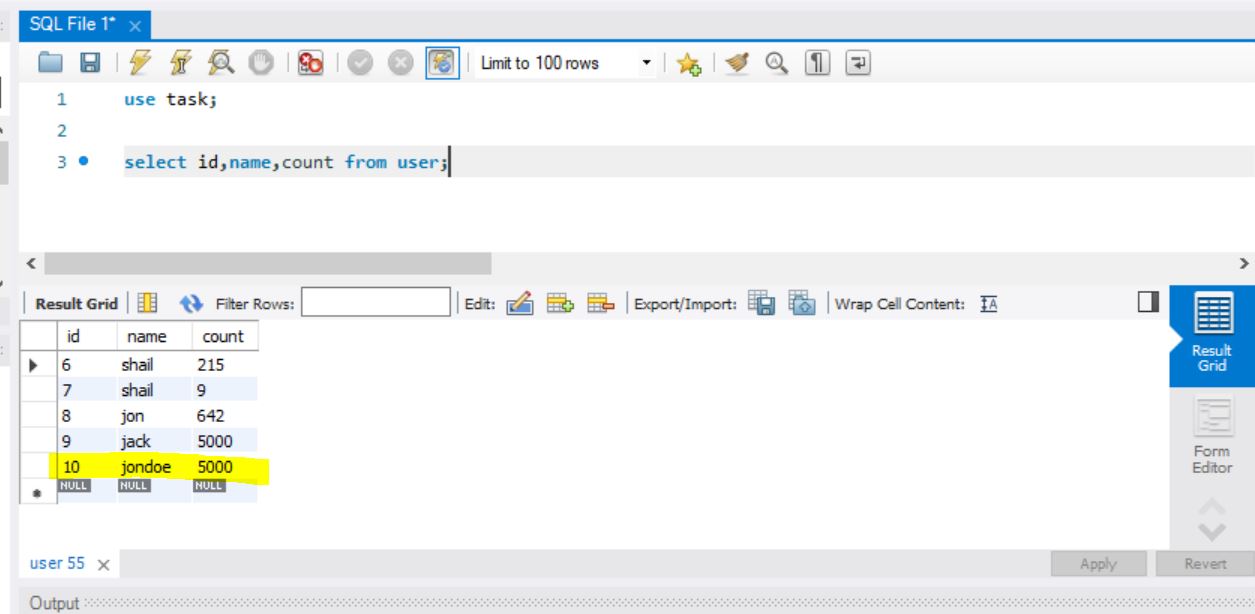 SQL File 1*
Limit to 100 rows
1 use task;
2
3 select id,name,count from user;
Result Grid Filter Rows: Edit: Export/Import: Wrap Cell Content:
id name count
6 shail 215
7 shail 9
8 jon 642
9 jack 5000
10 jondoe 5000
NULL NULL NULL
Result
Grid
Form
Editor
user 55 Apply Revert
Output